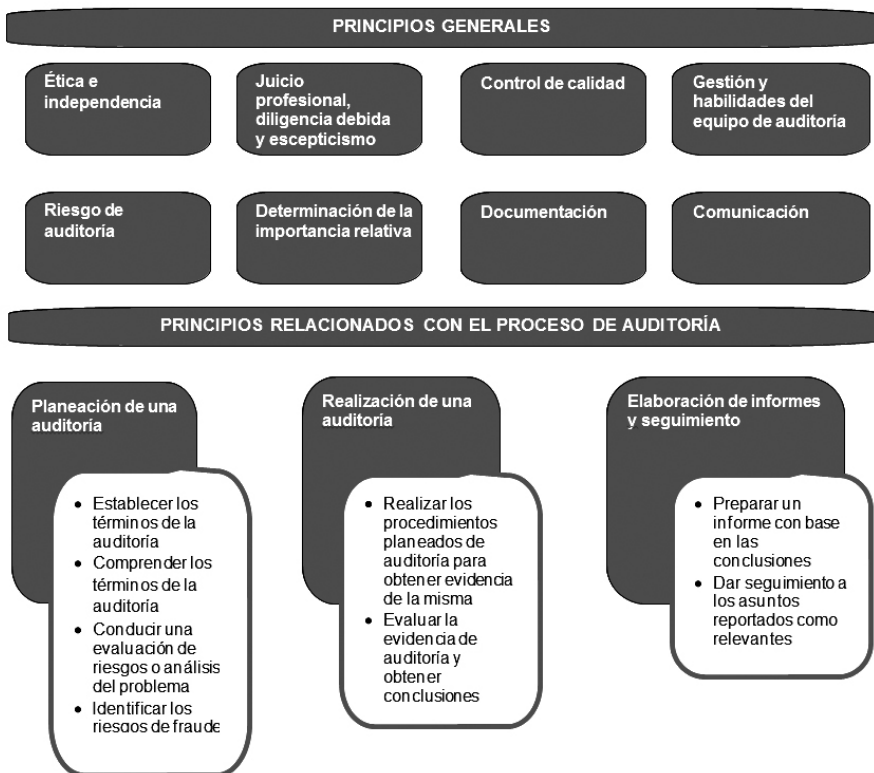 PRINCIPIOS GENERALES
Ética e
independencia
Juicio
profesional,
diligencia debida
y escepticismo
Control de calidad
Gestión y
habilidades del
equipo de auditoría
Riesgo de
auditoría
Determinación de la
importancia relativa
Documentación
Comunicación
PRINCIPIOS RELACIONADOS CON EL PROCESO DE AUDITORÍA
Planeación de una
auditoría
• Establecer los
términos de la
auditoría
• Comprender los
términos de la
auditoría
• Conducir una
evaluación de
riesgos o análisis
del problema
• Identificar los
riesgos de fraude
Realización de una
auditoría
• Realizar los
procedimientos
planeados de
auditoría para
obtener evidencia
de la misma
• Evaluar la
evidencia de
auditoría y
obtener
conclusiones
Elaboración de informes
y seguimiento
• Preparar un
informe con base
en las
conclusiones
• Dar seguimiento a
los asuntos
reportados como
relevantes